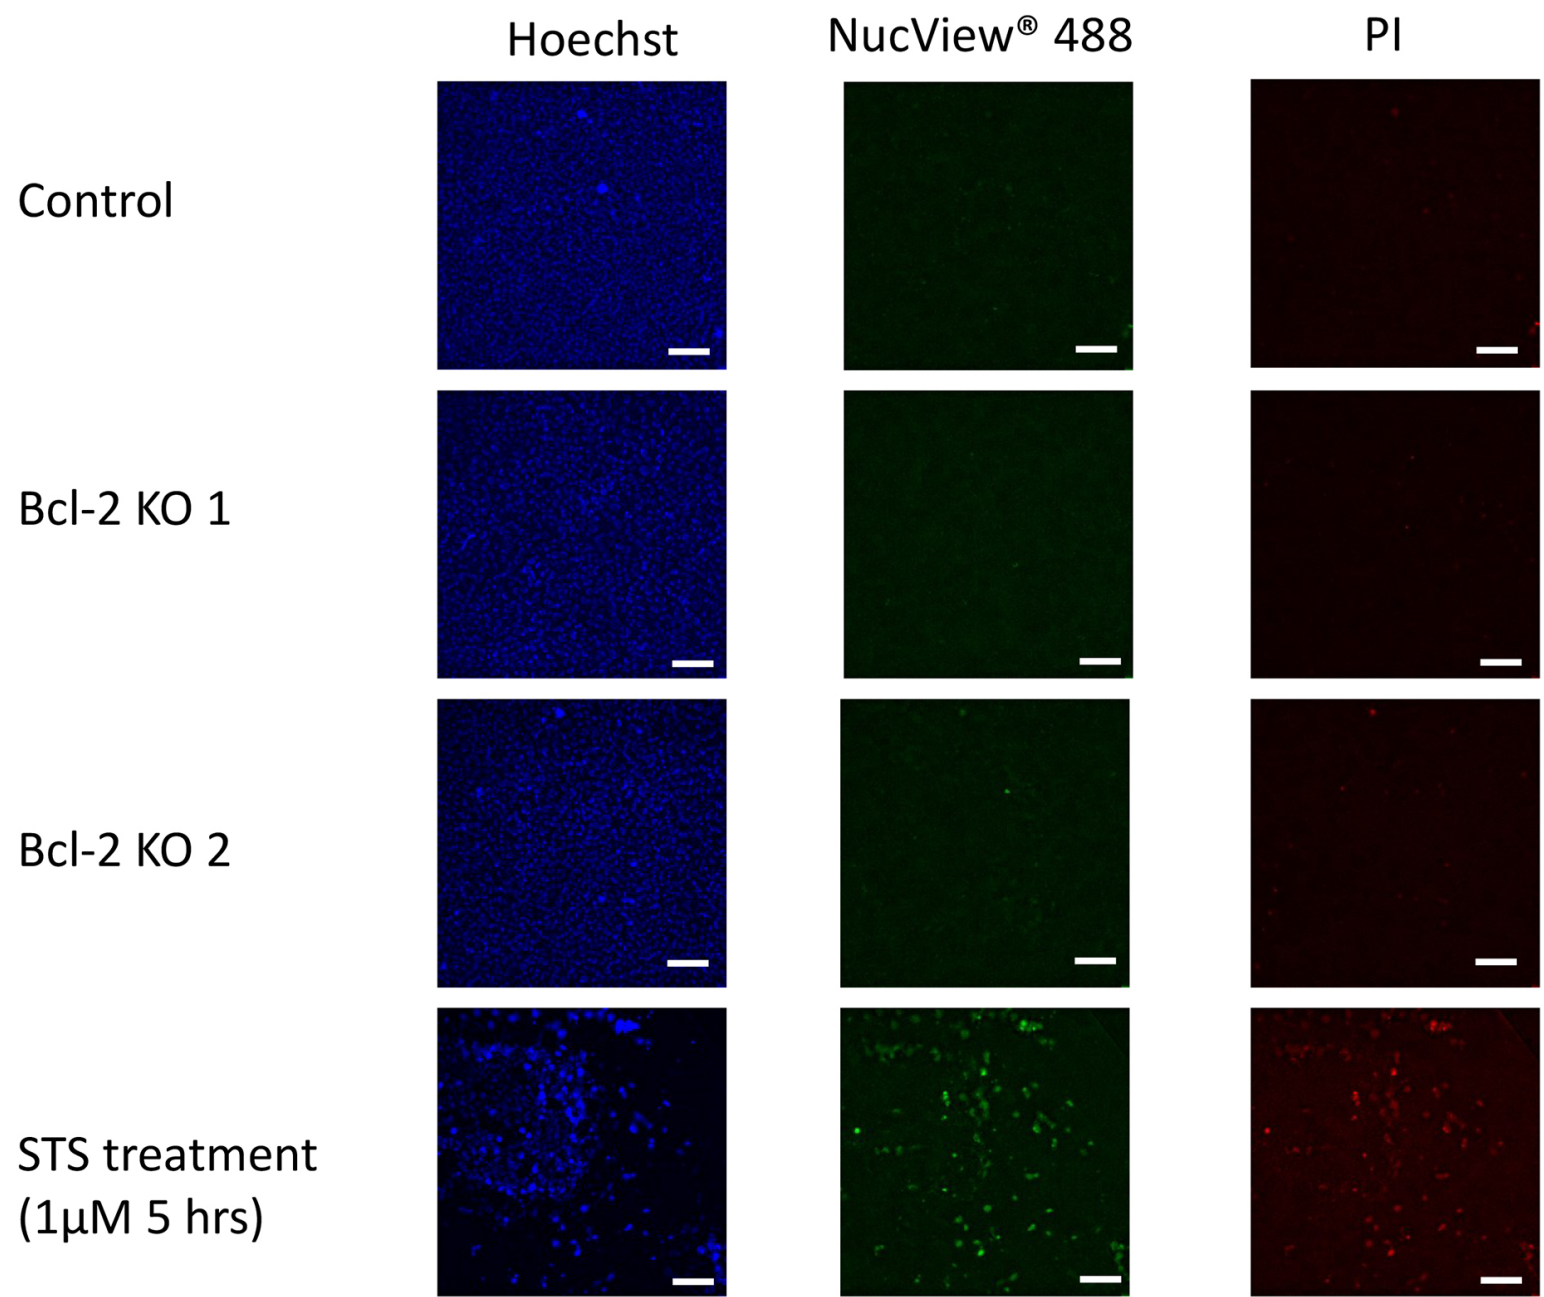 Hoechst
NucView® 488
PI
Control
Bcl-2 KO 1
Bcl-2 KO 2
STS treatment
(1µM 5 hrs)